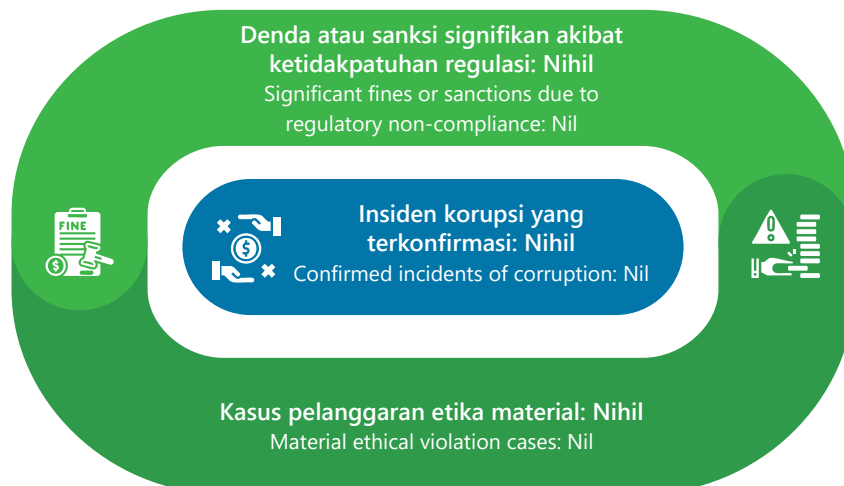 Denda atau sanksi signifikan akibat
ketidakpatuhan regulasi: Nihil
Significant fines or sanctions due to
regulatory non-compliance: Nil
FINE
$
$
Insiden korupsi yang
terkonfirmasi: Nihil
Confirmed incidents of corruption: Nil
Kasus pelanggaran etika material: Nihil
Material ethical violation cases: Nil